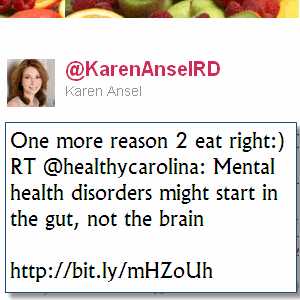 @KarenAnselRD
Karen Ansel
One more reason 2 eat right:)
RT @healthycarolina: Mental
health disorders might start in
the gut, not the brain
http://bit.ly/mHZoUh